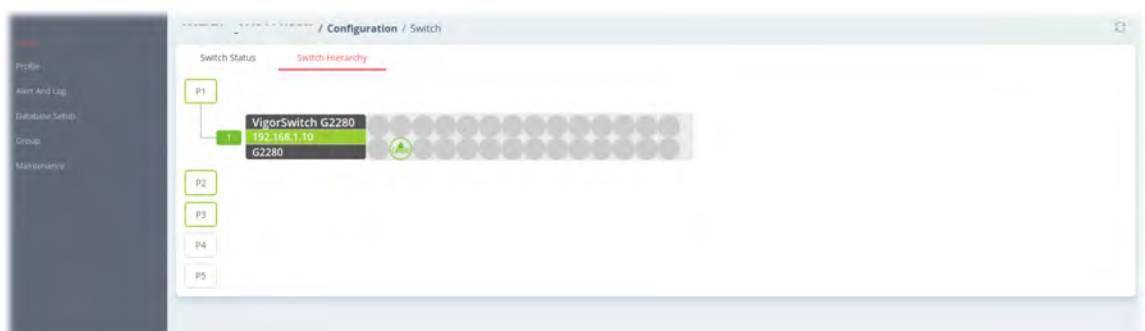 / Configuration / Switch
Profile
Alert And Log
Database Setup
Group
Maintenance
Switch Status
Switch Hierarchy
P1
1
VigorSwitch G2280
192.168.1.10
G2280
P2
P3
P4
P5